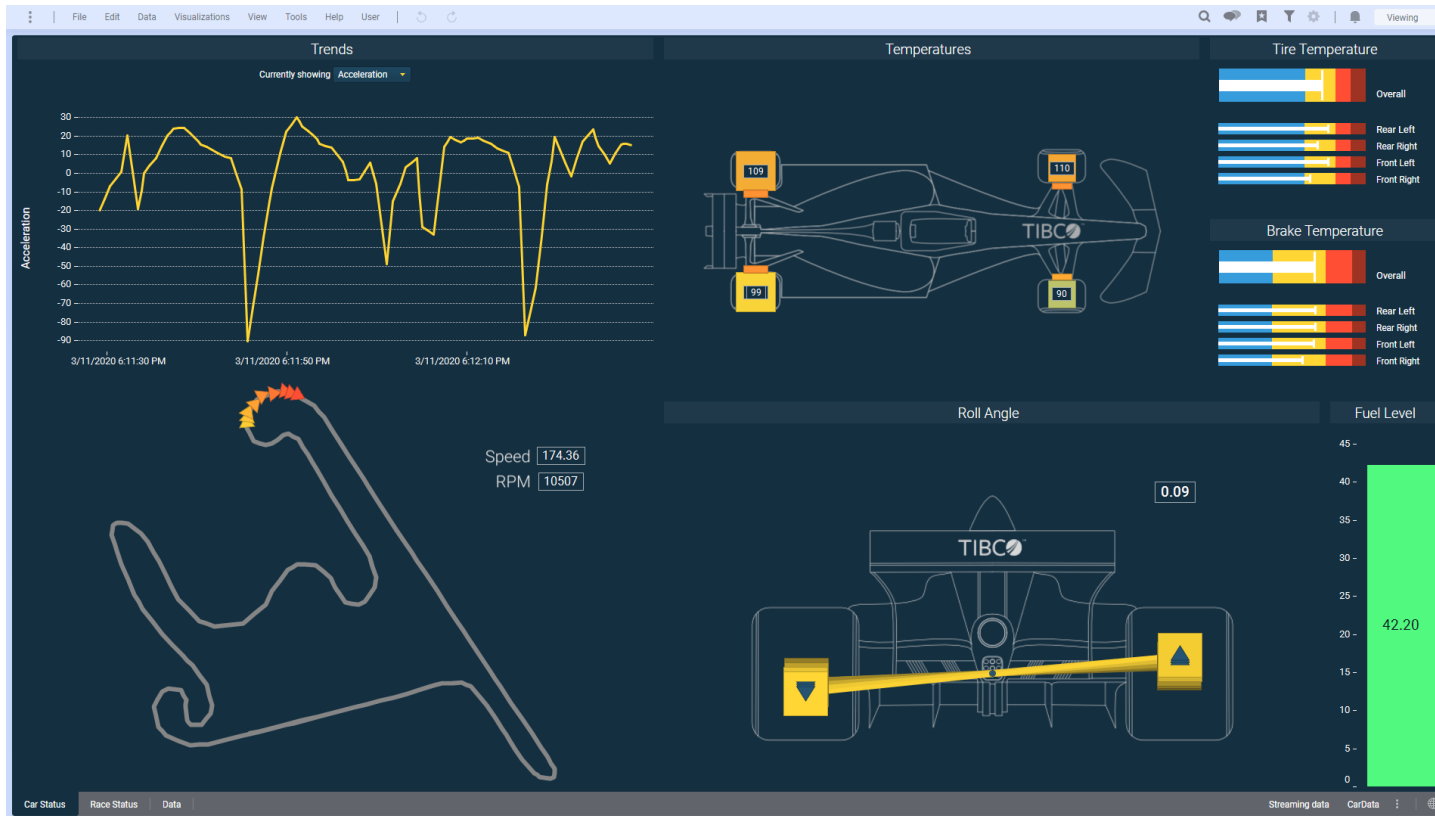 File Edit Data Visualizations View Tools Help User Viewing
Trends
Currently showing Acceleration
Acceleration
30
20
10
0
-10
-20
-30
-40
-50
-60
-70
-80
-90
3/11/2020 6:11:30 PM 3/11/2020 6:11:50 PM 3/11/2020 6:12:10 PM
Speed 174.36
RPM 10507
Temperatures
109
110
TIBCO
99
90
Tire Temperature
Overall
Rear Left
Rear Right
Front Left
Front Right
Brake Temperature
Overall
Rear Left
Rear Right
Front Left
Front Right
Roll Angle
0.09
TIBCO™
Fuel Level
45
40
35
30
25
20
15
10
5
0
42.20
Car Status Race Status Data Streaming data CarData